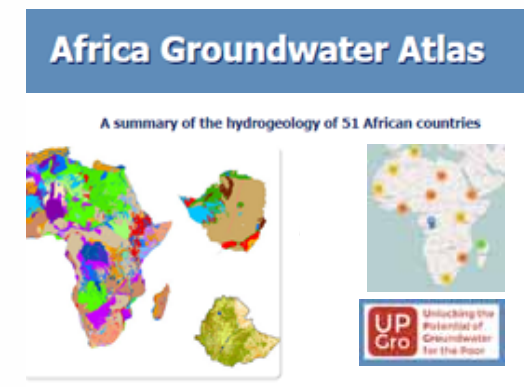 Africa Groundwater Atlas
A summary of the hydrogeology of 51 African countries
UP
Gro
Unlocking the
Potential of
Groundwater
for the Poor